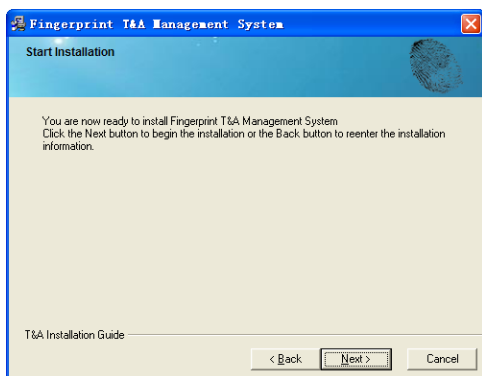 Fingerprint T&A Management System
Start Installation
You are now ready to install Fingerprint T&A Management System
Click the Next button to begin the installation or the Back button to reenter the installation
information.
T&A Installation Guide
< Back
Next >
Cancel